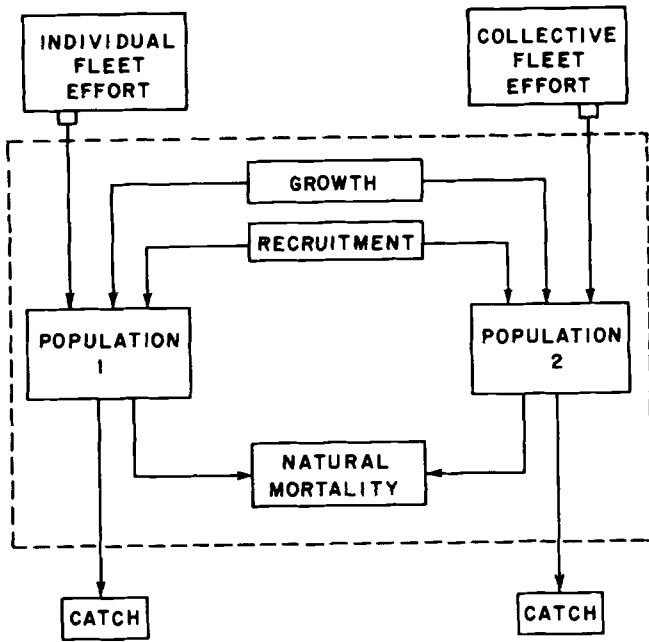 INDIVIDUAL
FLEET
EFFORT
COLLECTIVE
FLEET
EFFORT
GROWTH
RECRUITMENT
POPULATION
1
POPULATION
2
NATURAL
MORTALITY
CATCH
CATCH